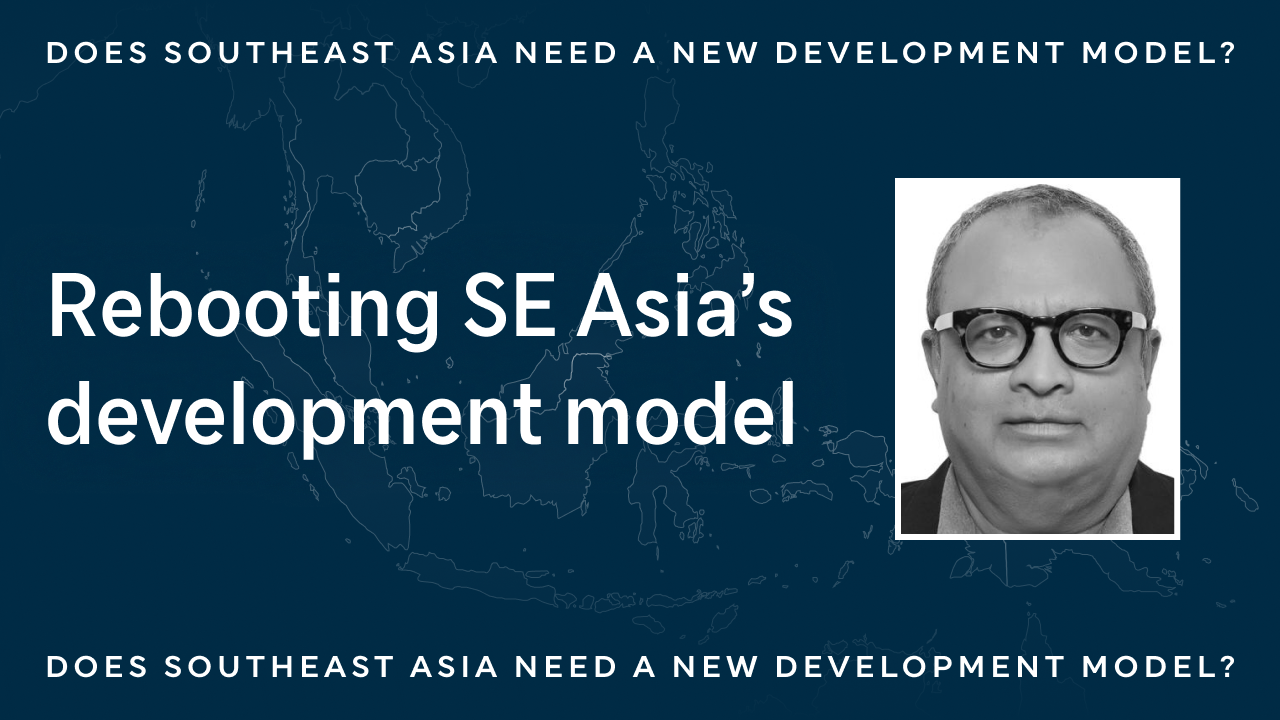 DOES SOUTHEAST ASIA NEED A NEW DEVELOPMENT MODEL?
Rebooting SE Asia’s
development model
DOES SOUTHEAST ASIA NEED A NEW DEVELOPMENT MODEL?